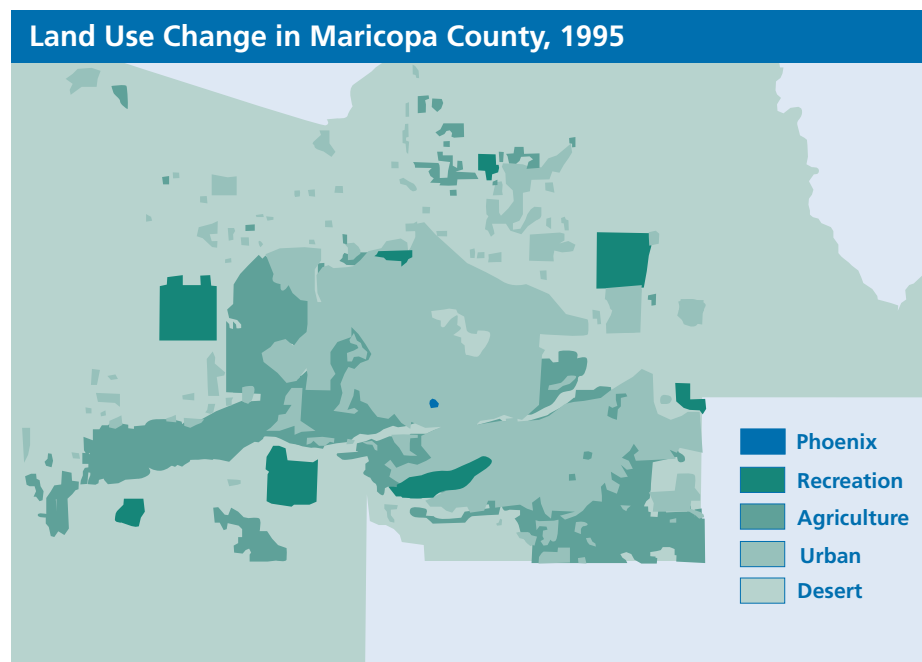 Land Use Change in Maricopa County, 1995
Phoenix
Recreation
Agriculture
Urban
Desert